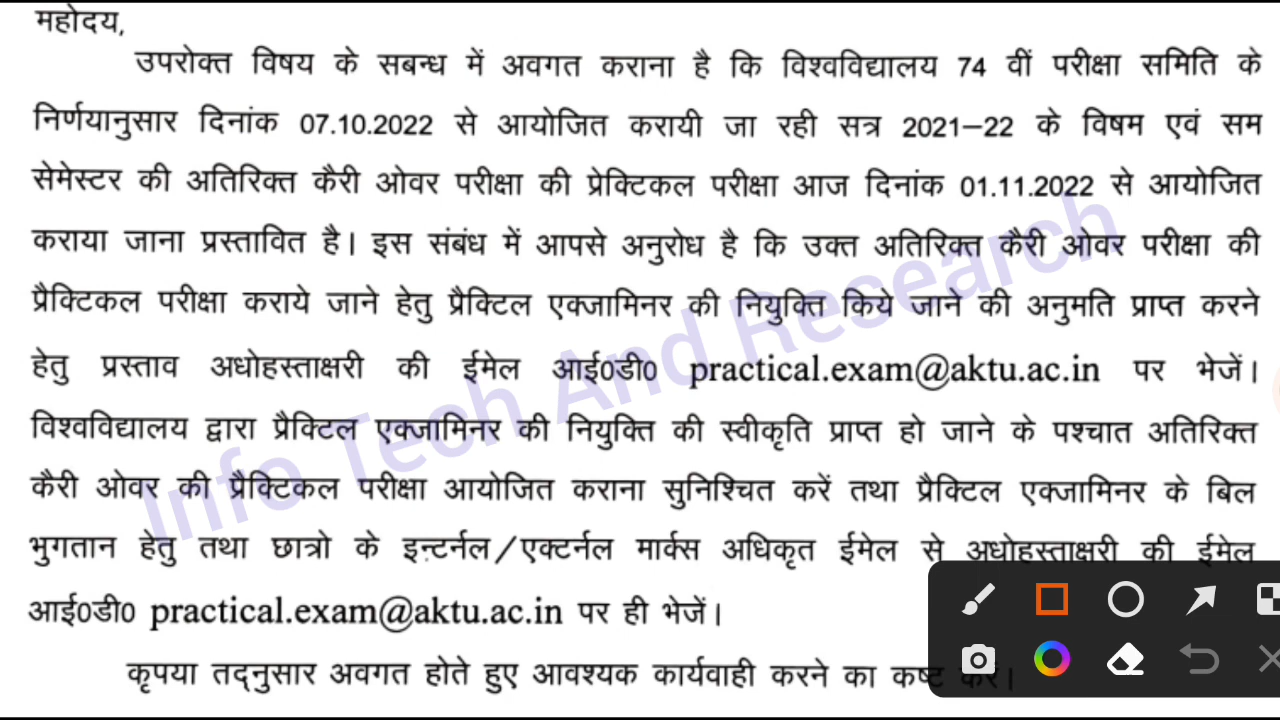 महोदय,
उपरोक्त विषय के सबन्ध में अवगत कराना है कि विश्वविद्यालय 74 वीं परीक्षा समिति के
निर्णयानुसार दिनांक 07.10.2022 से आयोजित करायी जा रही सत्र 2021–22 के विषम एवं सम
सेमेस्टर की अतिरिक्त कैरी ओवर परीक्षा की प्रेक्टिकल परीक्षा आज दिनांक 01.11.2022 से आयोजित
कराया जाना प्रस्तावित है। इस संबंध में आपसे अनुरोध है कि उक्त अतिरिक्त कैरी ओवर परीक्षा की
प्रैक्टिकल परीक्षा कराये जाने हेतु प्रैक्टिल एक्जामिनर की नियुक्ति किये जाने की अनुमति प्राप्त करने
हेतु प्रस्ताव अधोहस्ताक्षरी की ईमेल आई0डी0 practical.exam@aktu.ac.in पर भेजें।
विश्वविद्यालय द्वारा प्रैक्टिल एक्जामिनर की नियुक्ति की स्वीकृति प्राप्त हो जाने के पश्चात अतिरिक्त
कैरी ओवर की प्रैक्टिकल परीक्षा आयोजित कराना सुनिश्चित करें तथा प्रैक्टिल एक्जामिनर के बिल
भुगतान हेतु तथा छात्रो के इन्टर्नल/एक्टर्नल मार्क्स अधिकृत ईमेल से अधोहस्ताक्षरी की ईमेल
आई0डी0 practical.exam@aktu.ac.in पर ही भेजें।
कृपया तद्नुसार अवगत होते हुए आवश्यक कार्यवाही करने का कष्ट करें।
Info Tech And Research